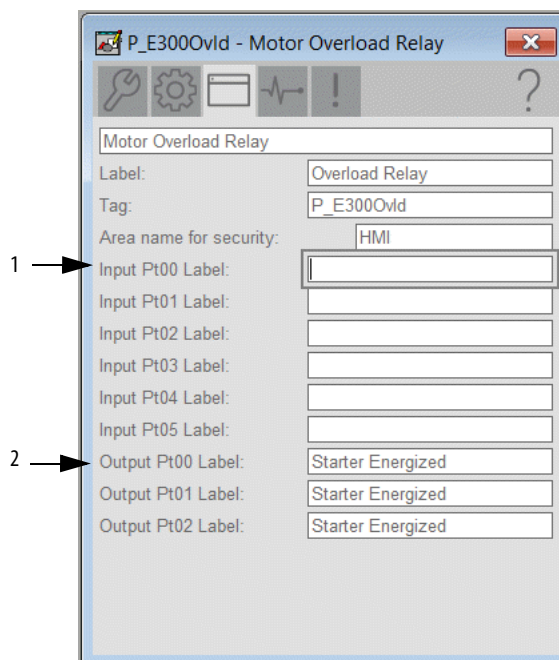 P_E300Ovld - Motor Overload Relay
Motor Overload Relay
Label: Overload Relay
Tag: P_E300Ovld
Area name for security: HMI
1 Input Pt00 Label:
Input Pt01 Label:
Input Pt02 Label:
Input Pt03 Label:
Input Pt04 Label:
Input Pt05 Label:
2 Output Pt00 Label: Starter Energized
Output Pt01 Label: Starter Energized
Output Pt02 Label: Starter Energized